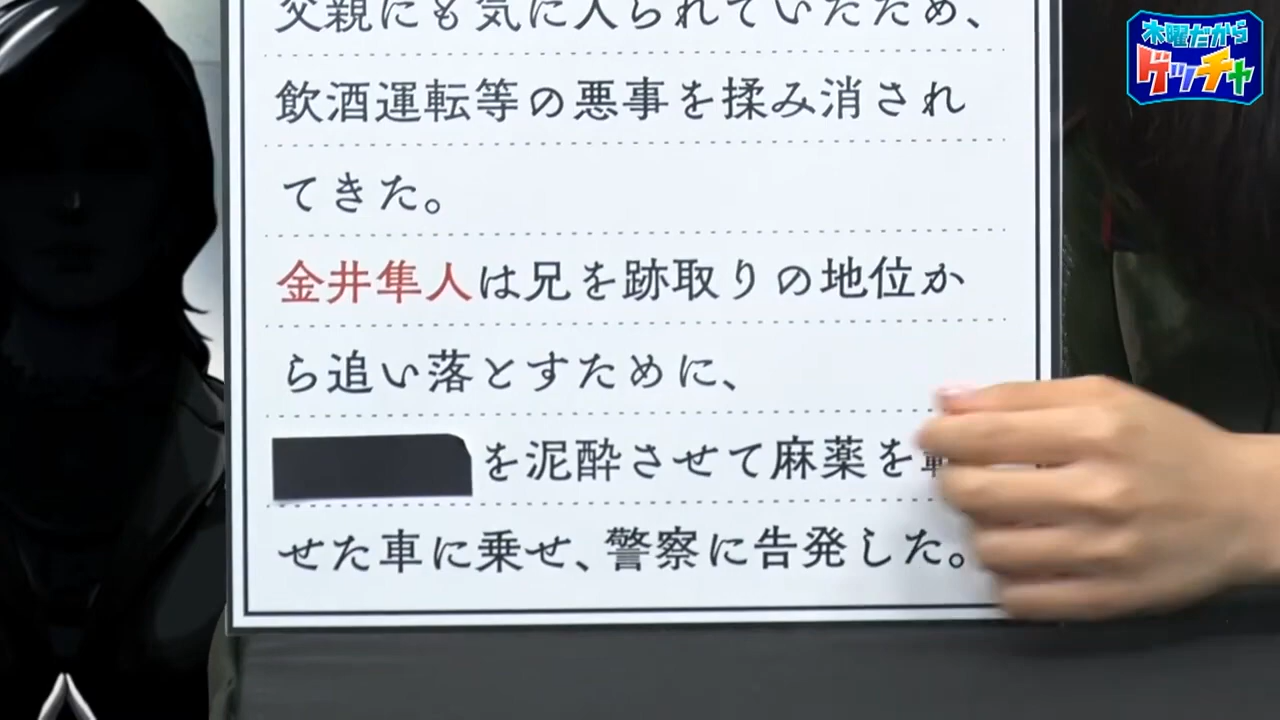 父親にも気に入られていたため、
飲酒運転等の悪事を揉み消され
てきた。
金井隼人は兄を跡取りの地位か
ら追い落とすために、
を泥酔させて麻薬を
せた車に乗せ、警察に告発した。
木曜だから
ゲッチャ